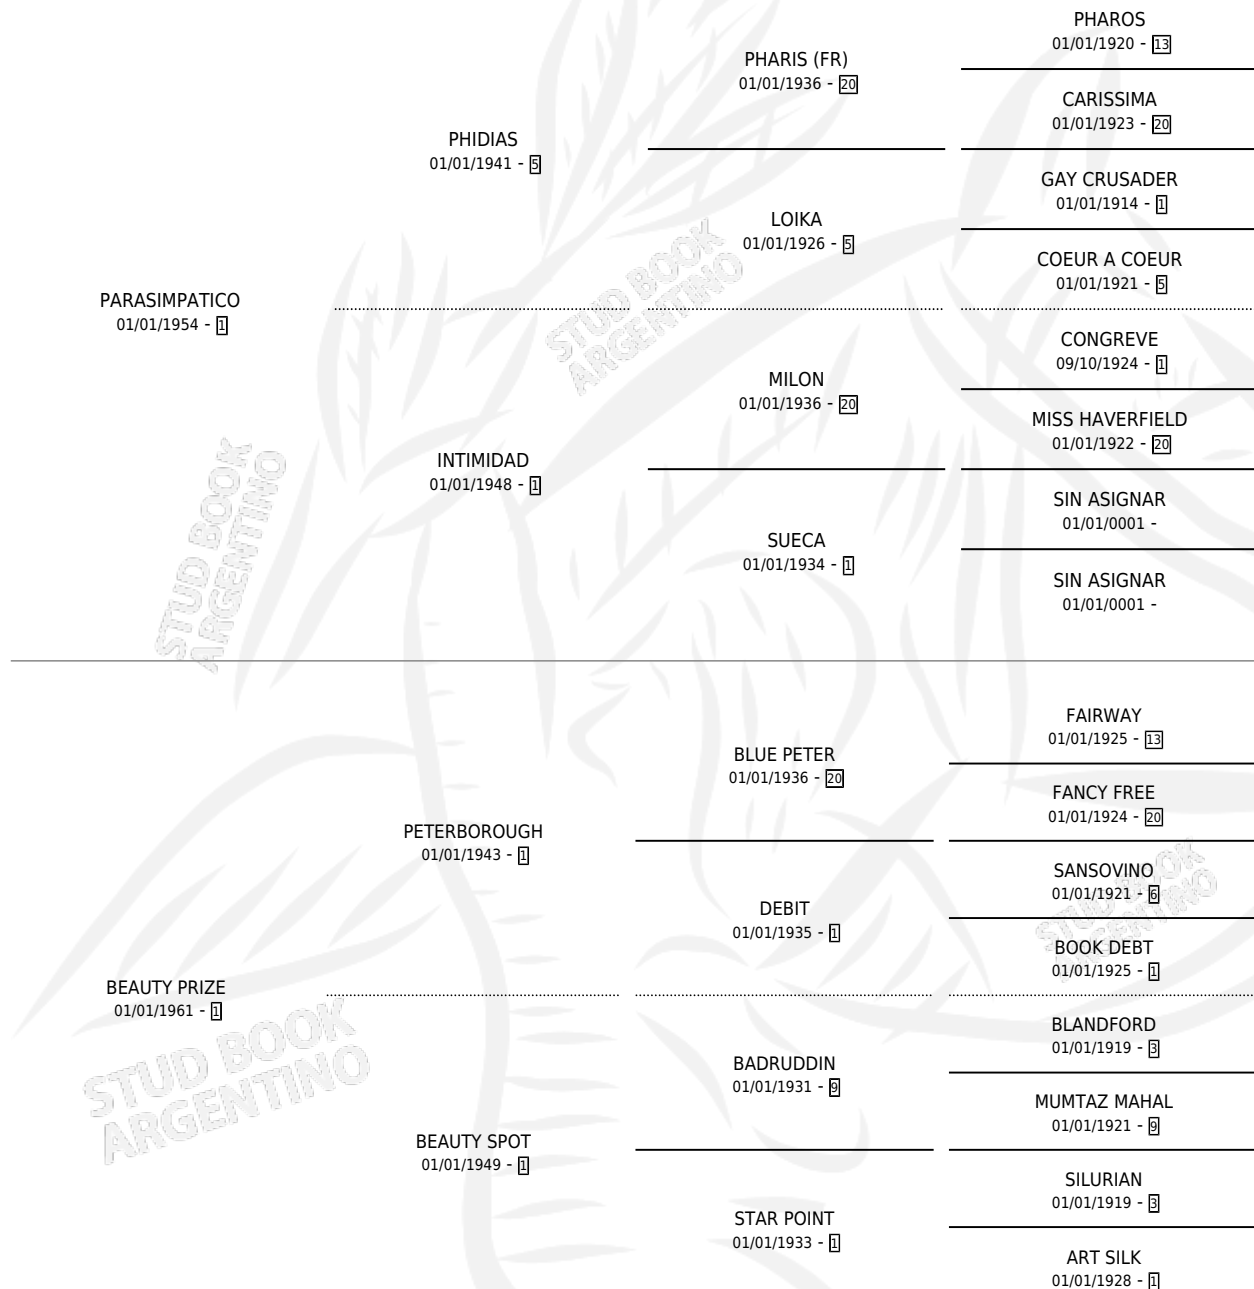 PHAROS
01/01/1920 - 13
PHARIS (FR)
01/01/1936 - 20
CARISSIMA
01/01/1923 - 20
PHIDIAS
01/01/1941 - 5
GAY CRUSADER
01/01/1914 - 1
LOIKA
01/01/1926 - 5
COEUR A COEUR
01/01/1921 - 5
PARASIMPATICO
01/01/1954 - 1
STUD BOOK
ARGENTINO
CONGREVE
09/10/1924 - 1
MILON
01/01/1936 - 20
MISS HAVERFIELD
01/01/1922 - 20
INTIMIDAD
01/01/1948 - 1
SIN ASIGNAR
01/01/0001 -
SUECA
01/01/1934 - 1
SIN ASIGNAR
01/01/0001 -
STUD BOOK
ARGENTINO
FAIRWAY
01/01/1925 - 13
BLUE PETER
01/01/1936 - 20
FANCY FREE
01/01/1924 - 20
PETERBOROUGH
01/01/1943 - 1
SANSOVINO
01/01/1921 - 6
DEBIT
01/01/1935 - 1
STUD BOOK
ARGENTINO
BOOK DEBT
01/01/1925 - 1
BEAUTY PRIZE
01/01/1961 - 1
STUD BOOK
ARGENTINO
BLANDFORD
01/01/1919 - 3
BADRUDDIN
01/01/1931 - 9
MUMTAZ MAHAL
01/01/1921 - 9
BEAUTY SPOT
01/01/1949 - 1
SILURIAN
01/01/1919 - 3
STAR POINT
01/01/1933 - 1
ART SILK
01/01/1928 - 1